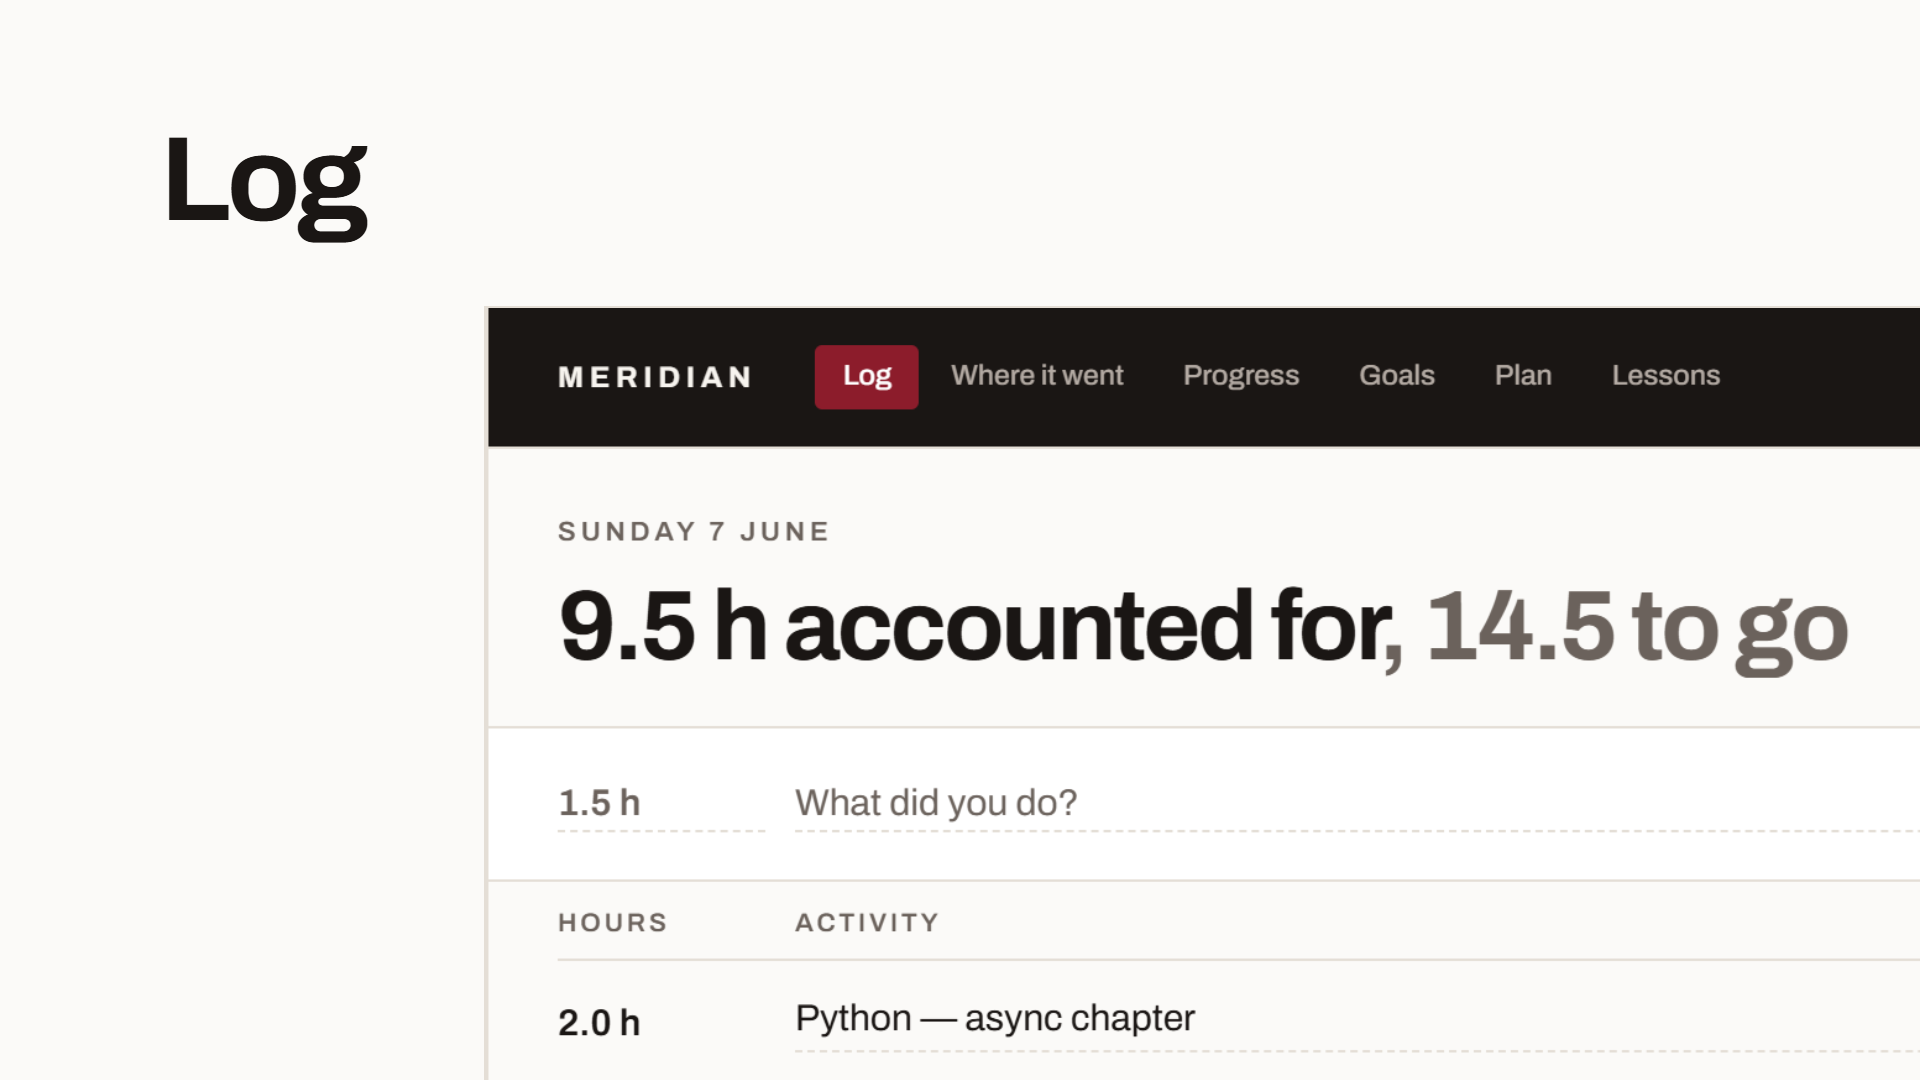 Log
MERIDIAN Log Where it went Progress Goals Plan Lessons
SUNDAY 7 JUNE
9.5 h accounted for, 14.5 to go
1.5 h What did you do?
HOURS ACTIVITY
2.0 h Python — async chapter